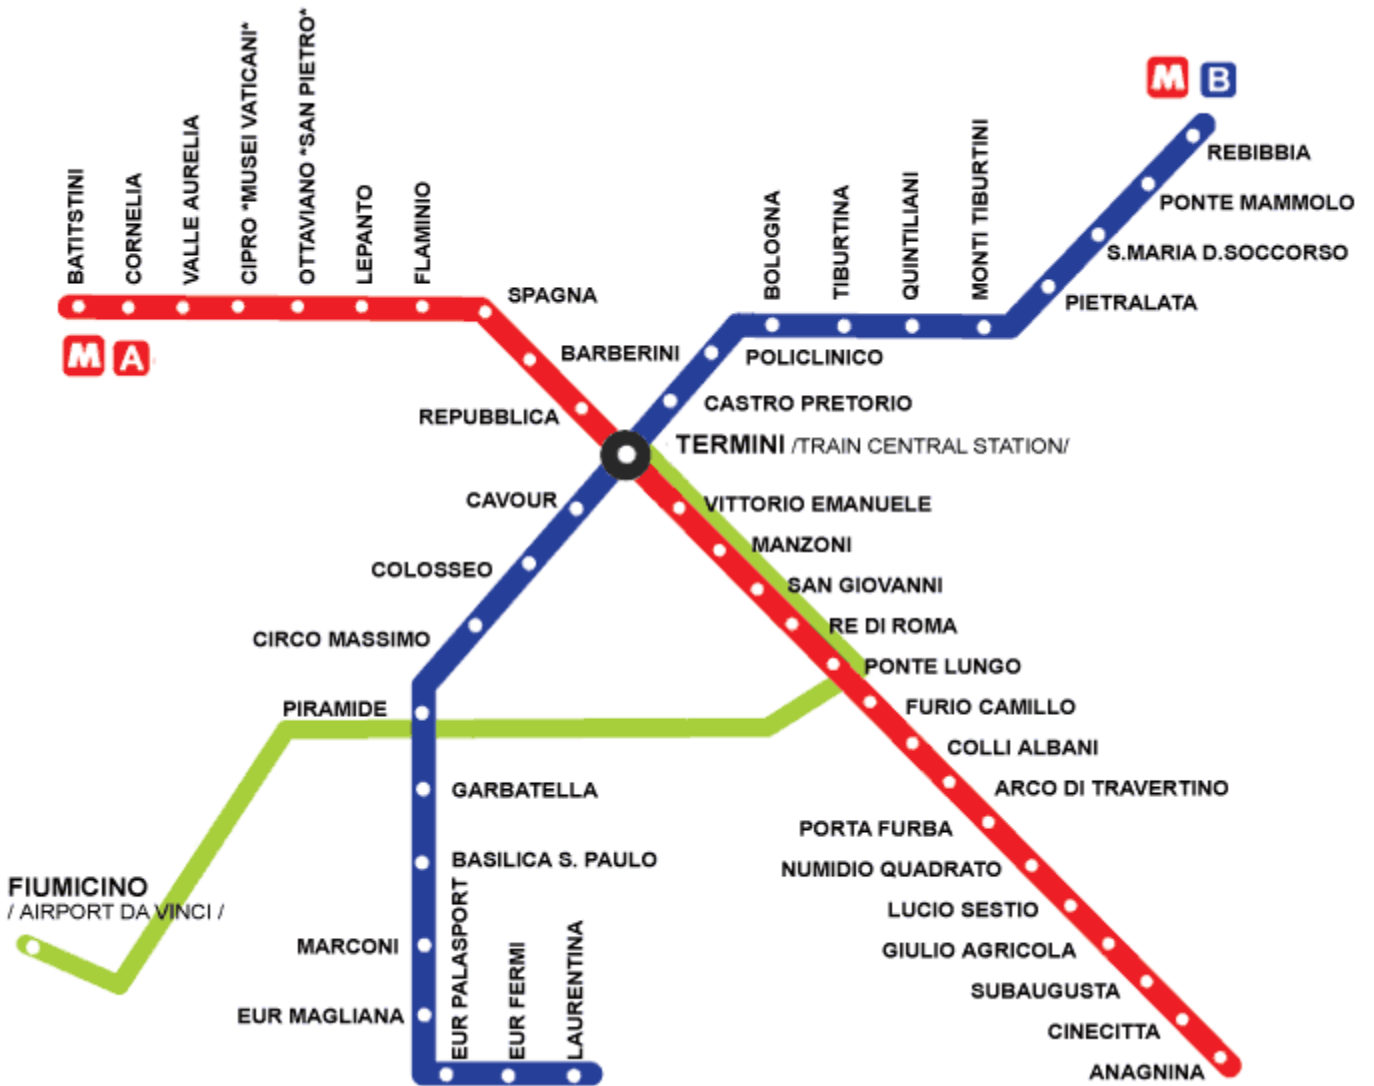 BATITSTINI
CORNELIA
VALLE AURELIA
CIPRO "MUSEI VATICANI"
OTTAVIANO "SAN PIETRO"
LEPANTO
FLAMINIO
SPAGNA
BARBERINI
REPUBBLICA
M A
M B
REBIBBIA
PONTE MAMMOLO
S.MARIA D.SOCCORSO
PIETRALATA
MONTI TIBURTINI
QUINTILIANI
TIBURTINA
BOLOGNA
POLICLINICO
CASTRO PRETORIO
TERMINI /TRAIN CENTRAL STATION/
VITTORIO EMANUELE
MANZONI
SAN GIOVANNI
RE DI ROMA
PONTE LUNGO
FURIO CAMILLO
COLLI ALBANI
ARCO DI TRAVERTINO
PORTA FURBA
NUMIDIO QUADRATO
LUCIO SESTIO
GIULIO AGRICOLA
SUBAUGUSTA
CINECITTA
ANAGNINA
CAVOUR
COLOSSEO
CIRCO MASSIMO
PIRAMIDE
GARBATELLA
BASILICA S. PAULO
MARCONI
EUR MAGLIANA
EUR PALASPORT
EUR FERMI
LAURENTINA
FIUMICINO
/ AIRPORT DA VINCI /